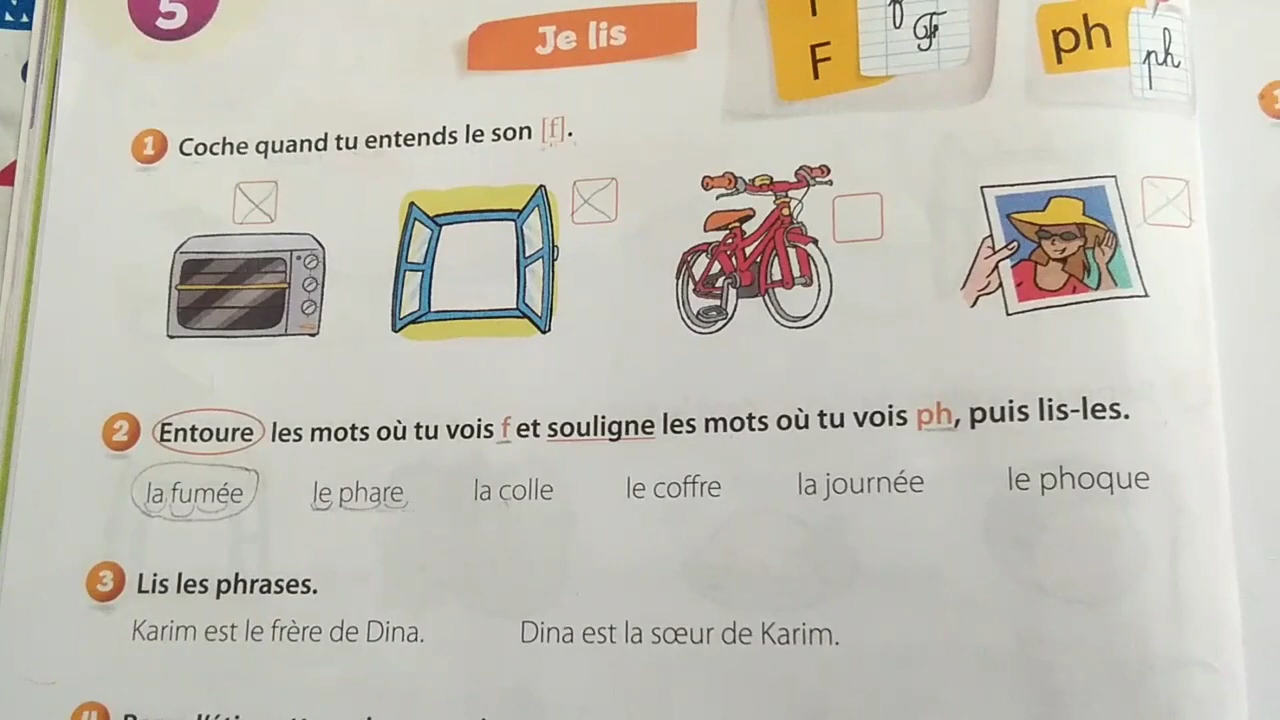 5
Je lis
F
F
ph
ph
1 Coche quand tu entends le son [f].
2 Entoure les mots où tu vois f et souligne les mots où tu vois ph, puis lis-les.
la fumée le phare la colle le coffre la journée le phoque
3 Lis les phrases.
Karim est le frère de Dina. Dina est la sœur de Karim.